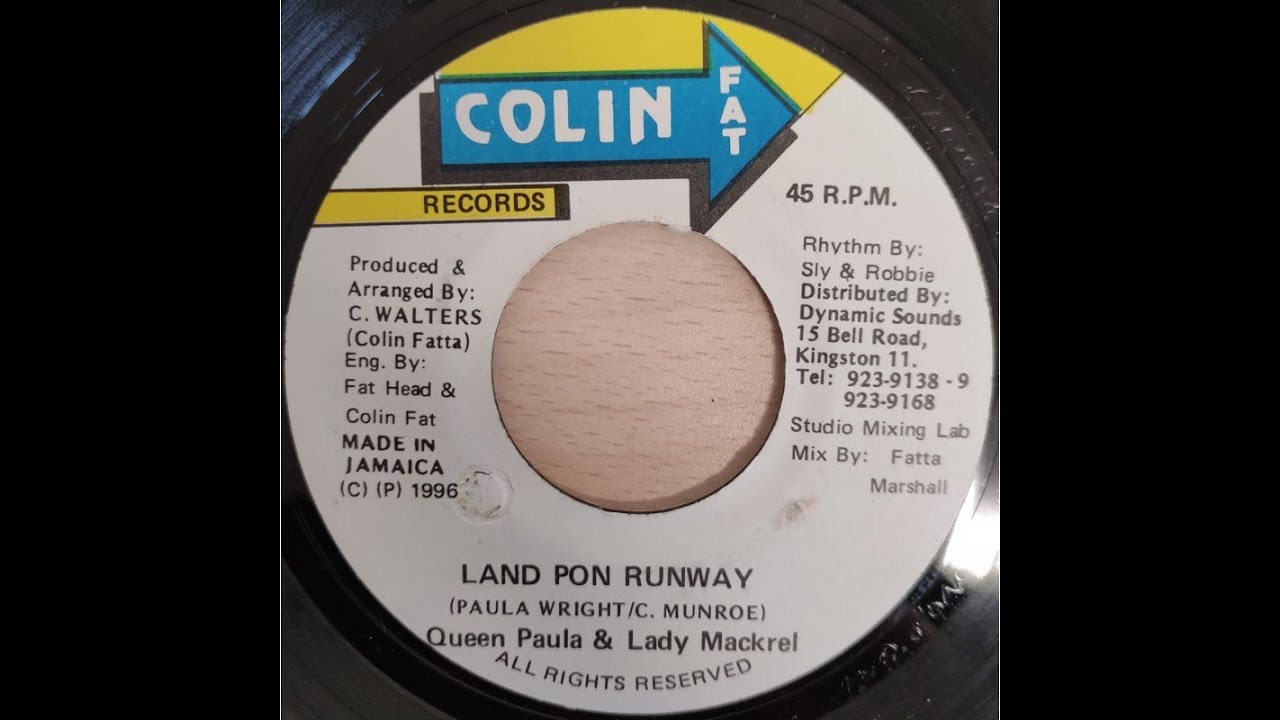 COLIN
FAT
RECORDS
45 R.P.M.
Produced &
Arranged By:
C. WALTERS
(Colin Fatta)
Eng. By:
Fat Head &
Colin Fat
MADE IN
JAMAICA
(C) (P) 1996
Rhythm By:
Sly & Robbie
Distributed By:
Dynamic Sounds
15 Bell Road,
Kingston 11.
Tel: 923-9138 - 9
923-9168
Studio Mixing Lab
Mix By: Fatta
Marshall
LAND PON RUNWAY
(PAULA WRIGHT/C. MUNROE)
Queen Paula & Lady Mackrel
ALL RIGHTS RESERVED